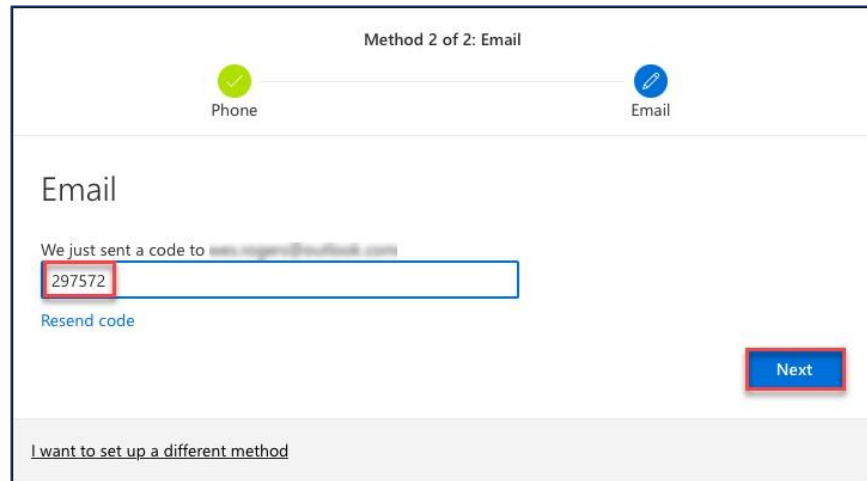 Method 2 of 2: Email
Phone
Email
Email
We just sent a code to
297572
Resend code
Next
I want to set up a different method